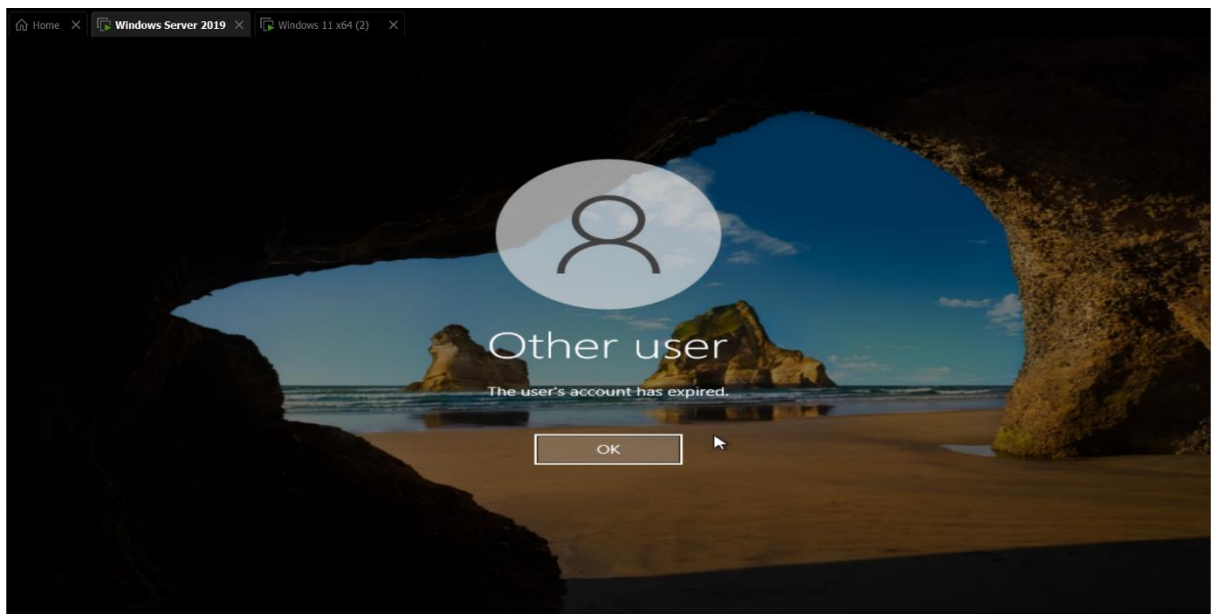 Home Windows Server 2019 Windows 11 x64 (2)
Other user
The user's account has expired.
OK